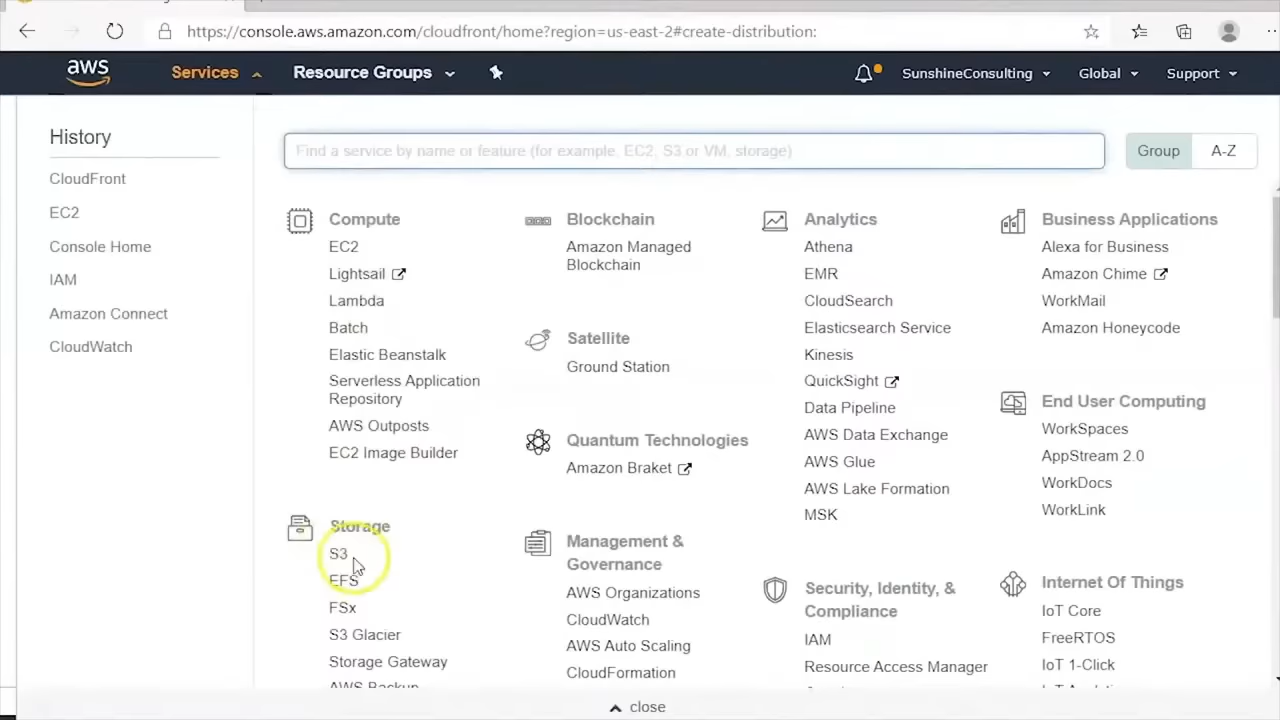 https://console.aws.amazon.com/cloudfront/home?region=us-east-2#create-distribution:
aws
Services
Resource Groups
SunshineConsulting
Global
Support
History
CloudFront
EC2
Console Home
IAM
Amazon Connect
CloudWatch
Find a service by name or feature (for example, EC2, S3 or VM, storage)
Group
A-Z
Compute
EC2
Lightsail
Lambda
Batch
Elastic Beanstalk
Serverless Application
Repository
AWS Outposts
EC2 Image Builder
Storage
S3
EFS
FSx
S3 Glacier
Storage Gateway
AWS Backup
Blockchain
Amazon Managed
Blockchain
Satellite
Ground Station
Quantum Technologies
Amazon Braket
Management &
Governance
AWS Organizations
CloudWatch
AWS Auto Scaling
CloudFormation
Analytics
Athena
EMR
CloudSearch
Elasticsearch Service
Kinesis
QuickSight
Data Pipeline
AWS Data Exchange
AWS Glue
AWS Lake Formation
MSK
Security, Identity, &
Compliance
IAM
Resource Access Manager
Business Applications
Alexa for Business
Amazon Chime
WorkMail
Amazon Honeycode
End User Computing
WorkSpaces
AppStream 2.0
WorkDocs
WorkLink
Internet Of Things
IoT Core
FreeRTOS
IoT 1-Click
close